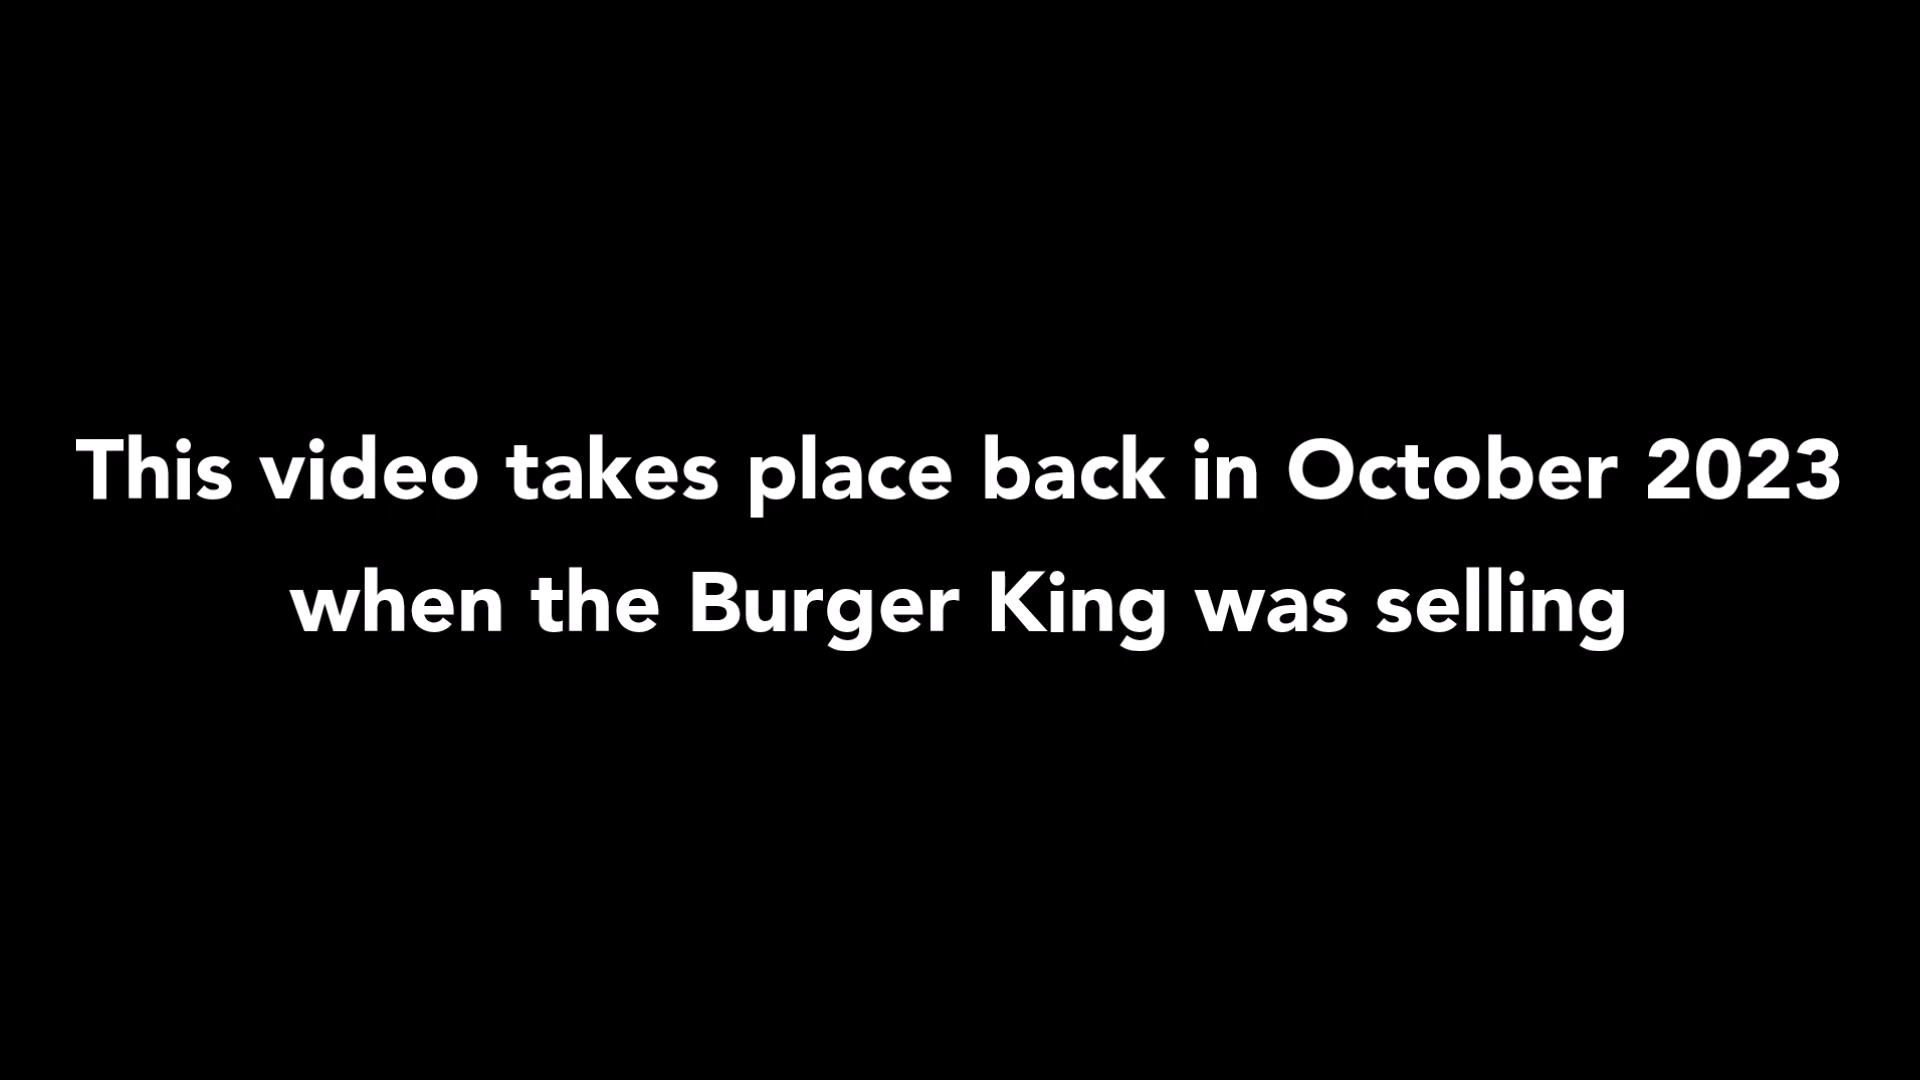 This video takes place back in October 2023
when the Burger King was selling